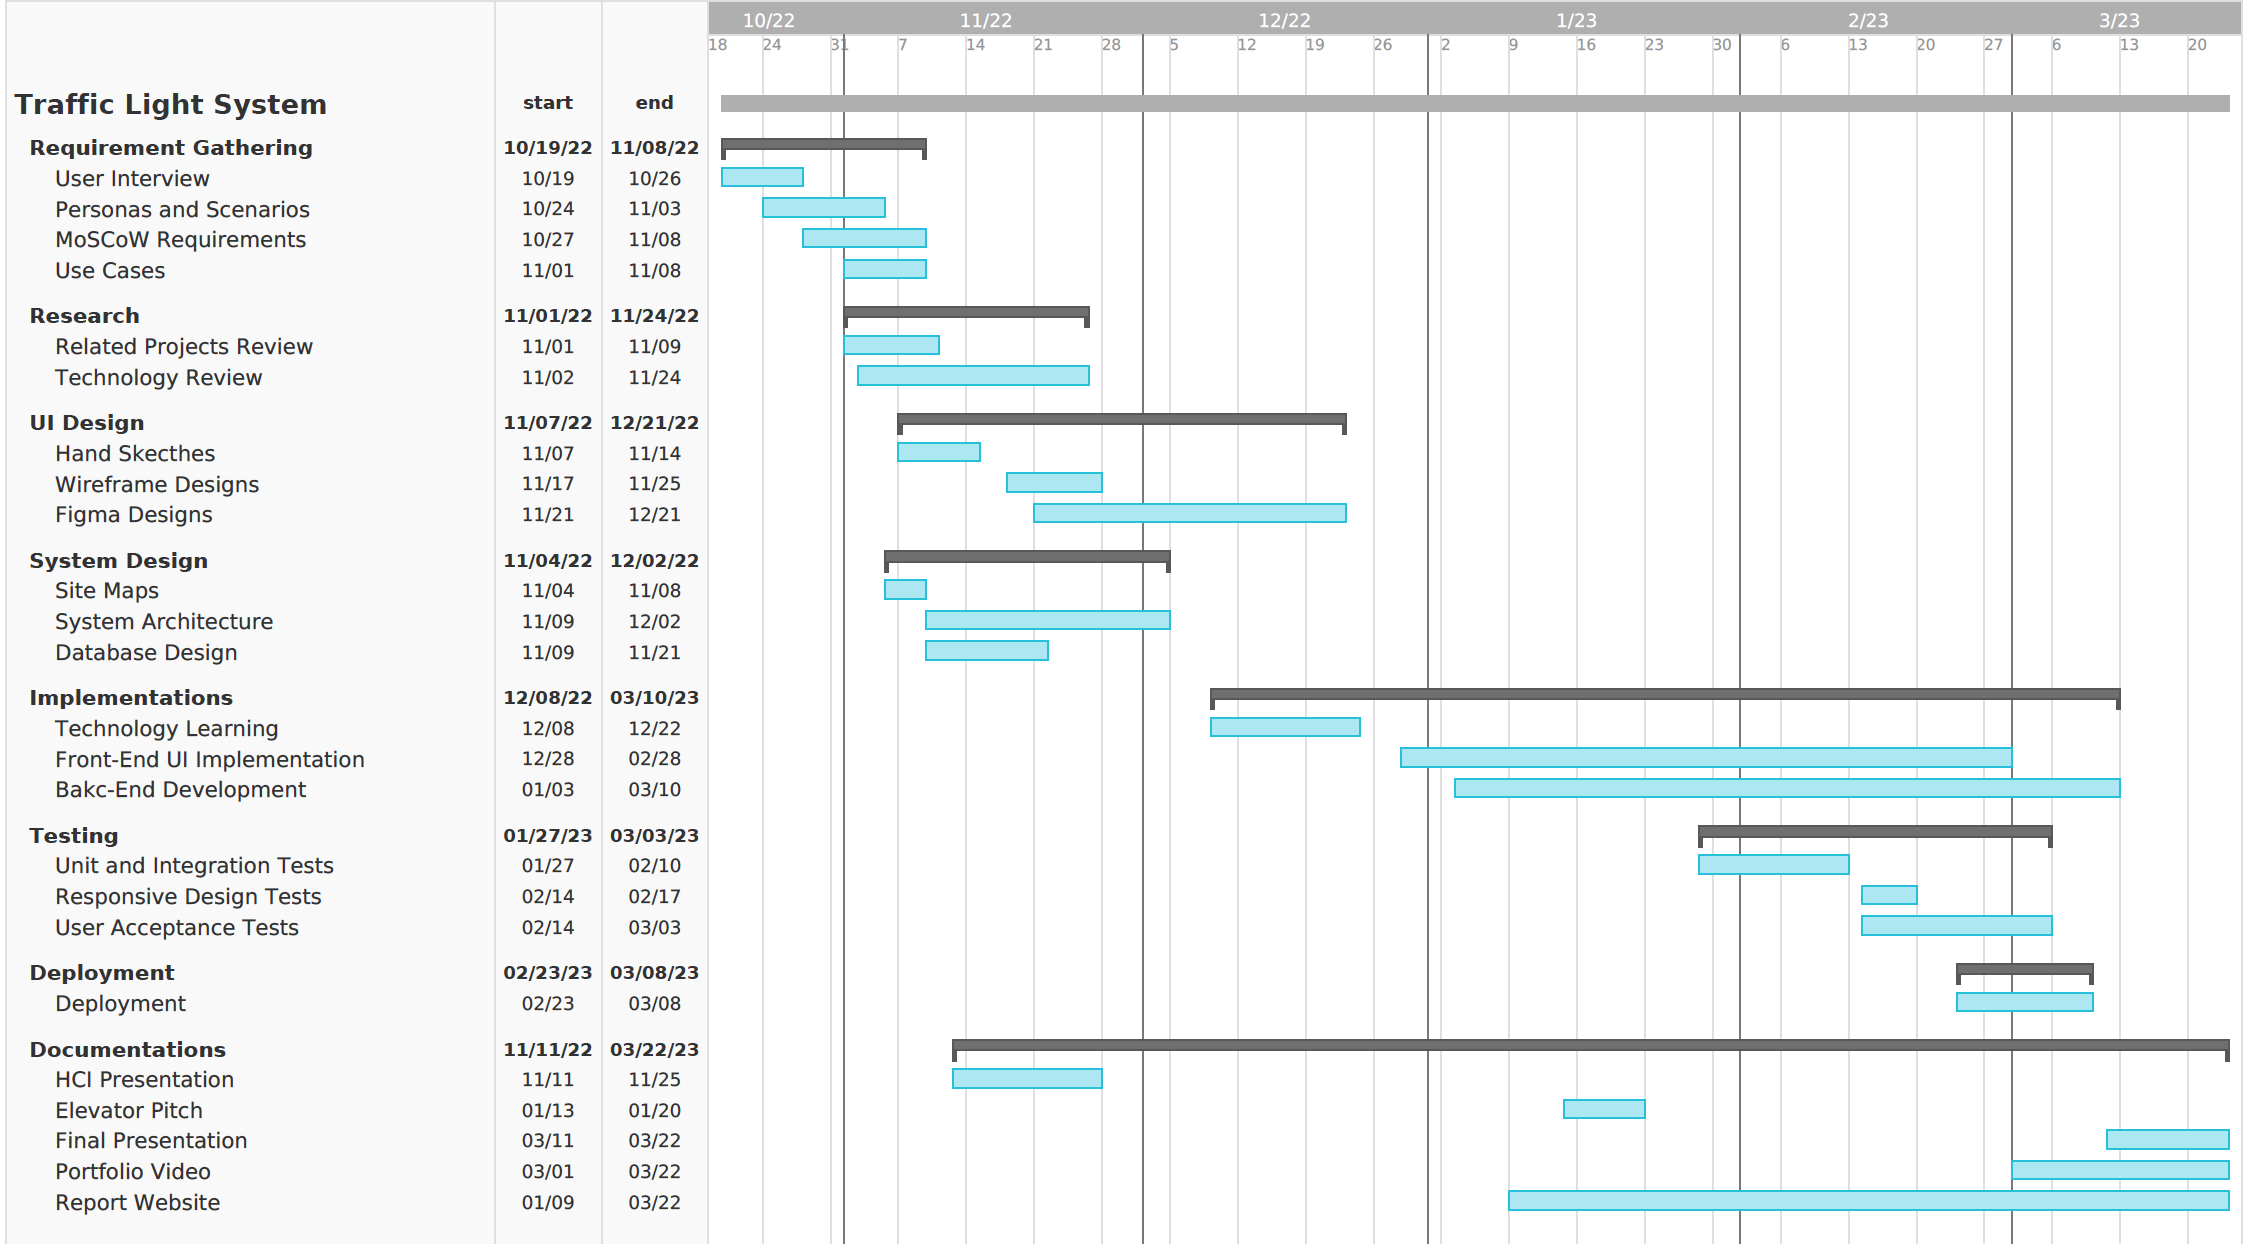 10/22 11/22 12/22 1/23 2/23 3/23
18 24 31 7 14 21 28 5 12 19 26 2 9 16 23 30 6 13 20 27 6 13 20
Traffic Light System start end
Requirement Gathering 10/19/22 11/08/22
User Interview 10/19 10/26
Personas and Scenarios 10/24 11/03
MoSCoW Requirements 10/27 11/08
Use Cases 11/01 11/08
Research 11/01/22 11/24/22
Related Projects Review 11/01 11/09
Technology Review 11/02 11/24
UI Design 11/07/22 12/21/22
Hand Skecthes 11/07 11/14
Wireframe Designs 11/17 11/25
Figma Designs 11/21 12/21
System Design 11/04/22 12/02/22
Site Maps 11/04 11/08
System Architecture 11/09 12/02
Database Design 11/09 11/21
Implementations 12/08/22 03/10/23
Technology Learning 12/08 12/22
Front-End UI Implementation 12/28 02/28
Bakc-End Development 01/03 03/10
Testing 01/27/23 03/03/23
Unit and Integration Tests 01/27 02/10
Responsive Design Tests 02/14 02/17
User Acceptance Tests 02/14 03/03
Deployment 02/23/23 03/08/23
Deployment 02/23 03/08
Documentations 11/11/22 03/22/23
HCI Presentation 11/11 11/25
Elevator Pitch 01/13 01/20
Final Presentation 03/11 03/22
Portfolio Video 03/01 03/22
Report Website 01/09 03/22